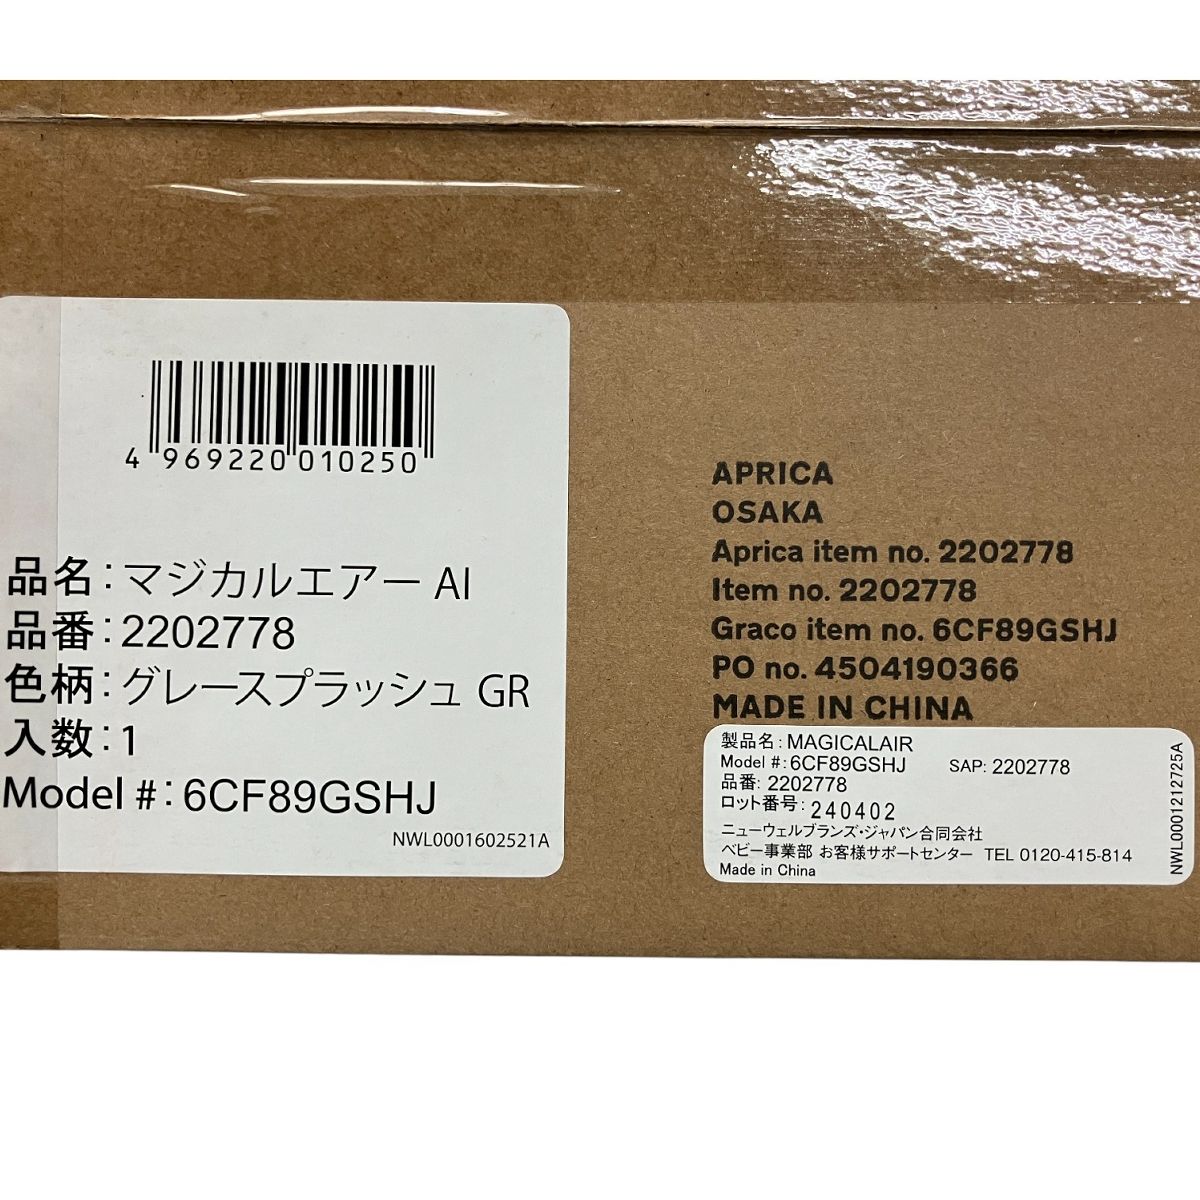 4 969220 010250
品名：マジカルエアー AI
品番：2202778
色柄：グレースプラッシュ GR
入数：1
Model #：6CF89GSHJ
NWL0001602521A
APRICA
OSAKA
Aprica item no. 2202778
Item no. 2202778
Graco item no. 6CF89GSHJ
PO no. 4504190366
MADE IN CHINA
製品名：MAGICALAIR
Model #：6CF89GSHJ SAP: 2202778
品番: 2202778
ロット番号: 240402
ニューウェルブランズ・ジャパン合同会社
ベビー事業部 お客様サポートセンター TEL 0120-415-814
Made in China
NWL0001212725A